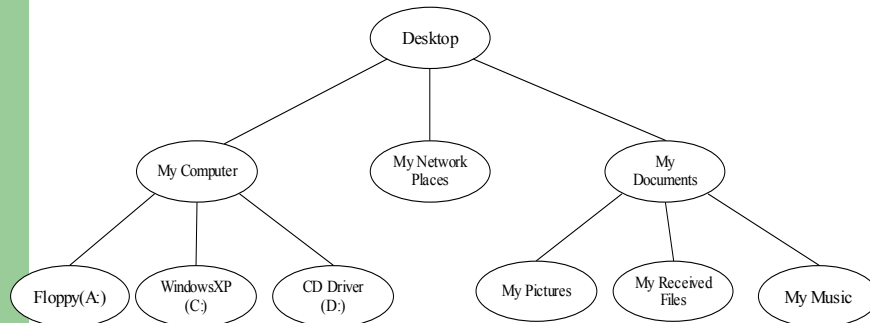 Desktop
My Computer
My Network
Places
My
Documents
Floppy(A:)
WindowsXP
(C:)
CD Driver
(D:)
My Pictures
My Received
Files
My Music